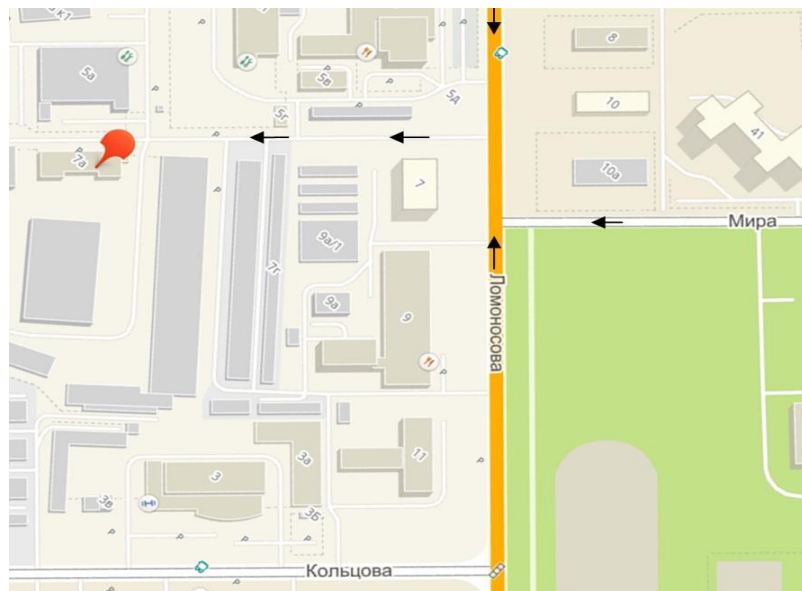 8
5а
5в
5Д
10
41
5г
7а
7
10а
Мира
9а/1
7г
Ломоносова
9а
9
11
3а
3
3в
3Б
Кольцова